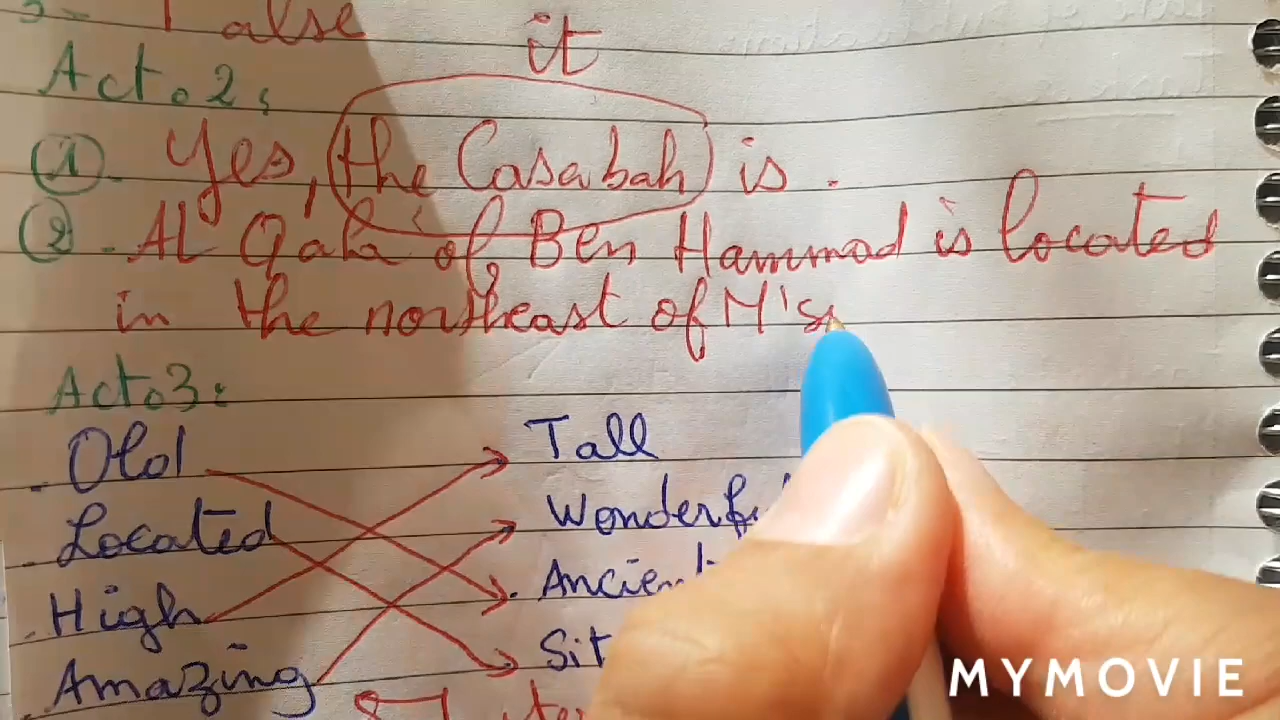 3- False
it
Act.2:
1. Yes, the Casabah is.
2. AL Qala of Ben Hammad is located
in the northeast of M's
Act.3:
. Old Tall
. Located Wonderful
. High . Ancient
. Amazing Sit
MYMOVIE